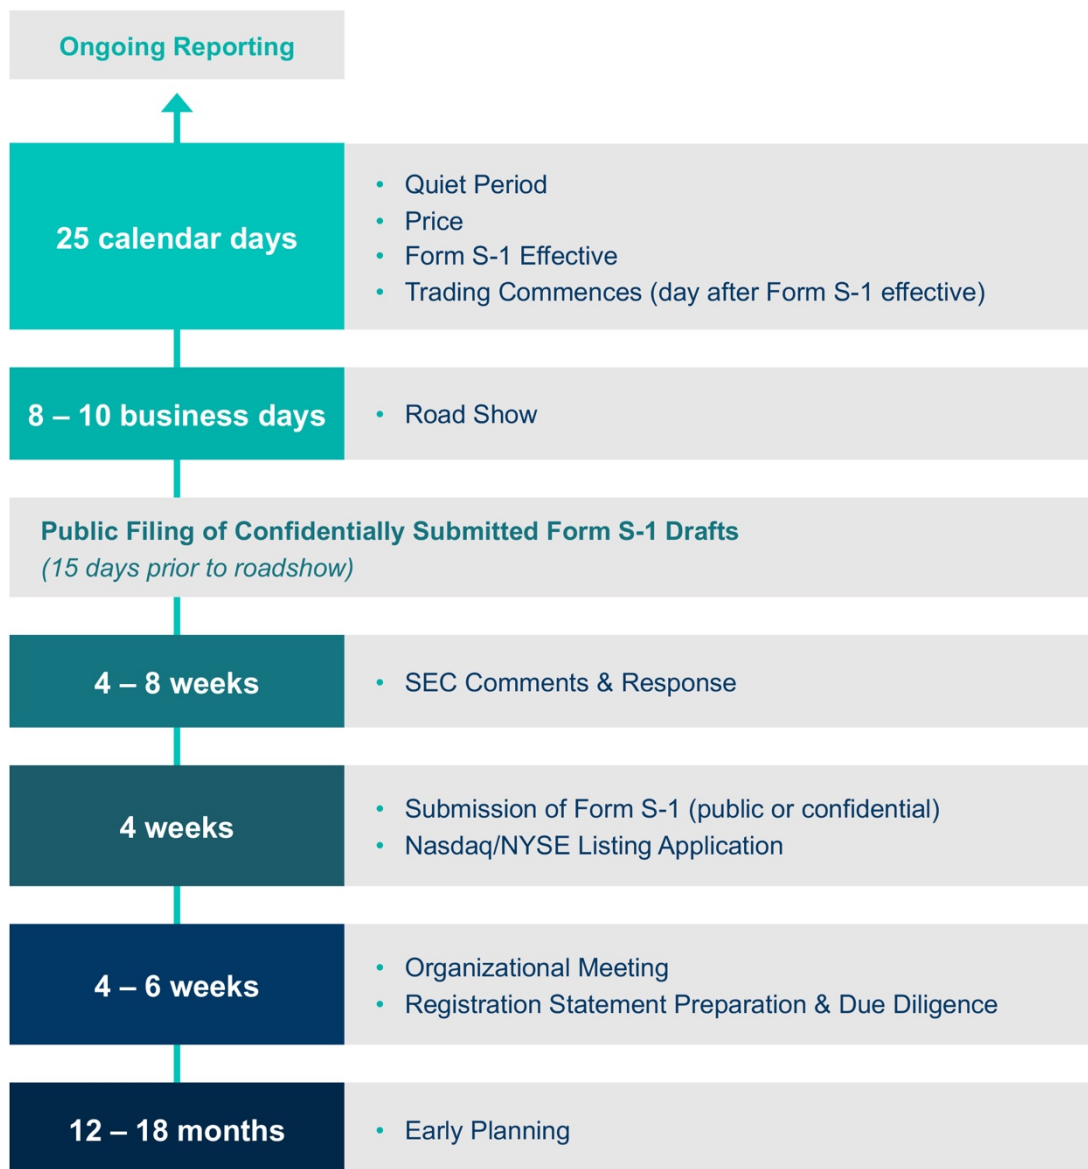 Ongoing Reporting
25 calendar days
• Quiet Period
• Price
• Form S-1 Effective
• Trading Commences (day after Form S-1 effective)
8 – 10 business days
• Road Show
Public Filing of Confidentially Submitted Form S-1 Drafts
(15 days prior to roadshow)
4 – 8 weeks
• SEC Comments & Response
4 weeks
• Submission of Form S-1 (public or confidential)
• Nasdaq/NYSE Listing Application
4 – 6 weeks
• Organizational Meeting
• Registration Statement Preparation & Due Diligence
12 – 18 months
• Early Planning